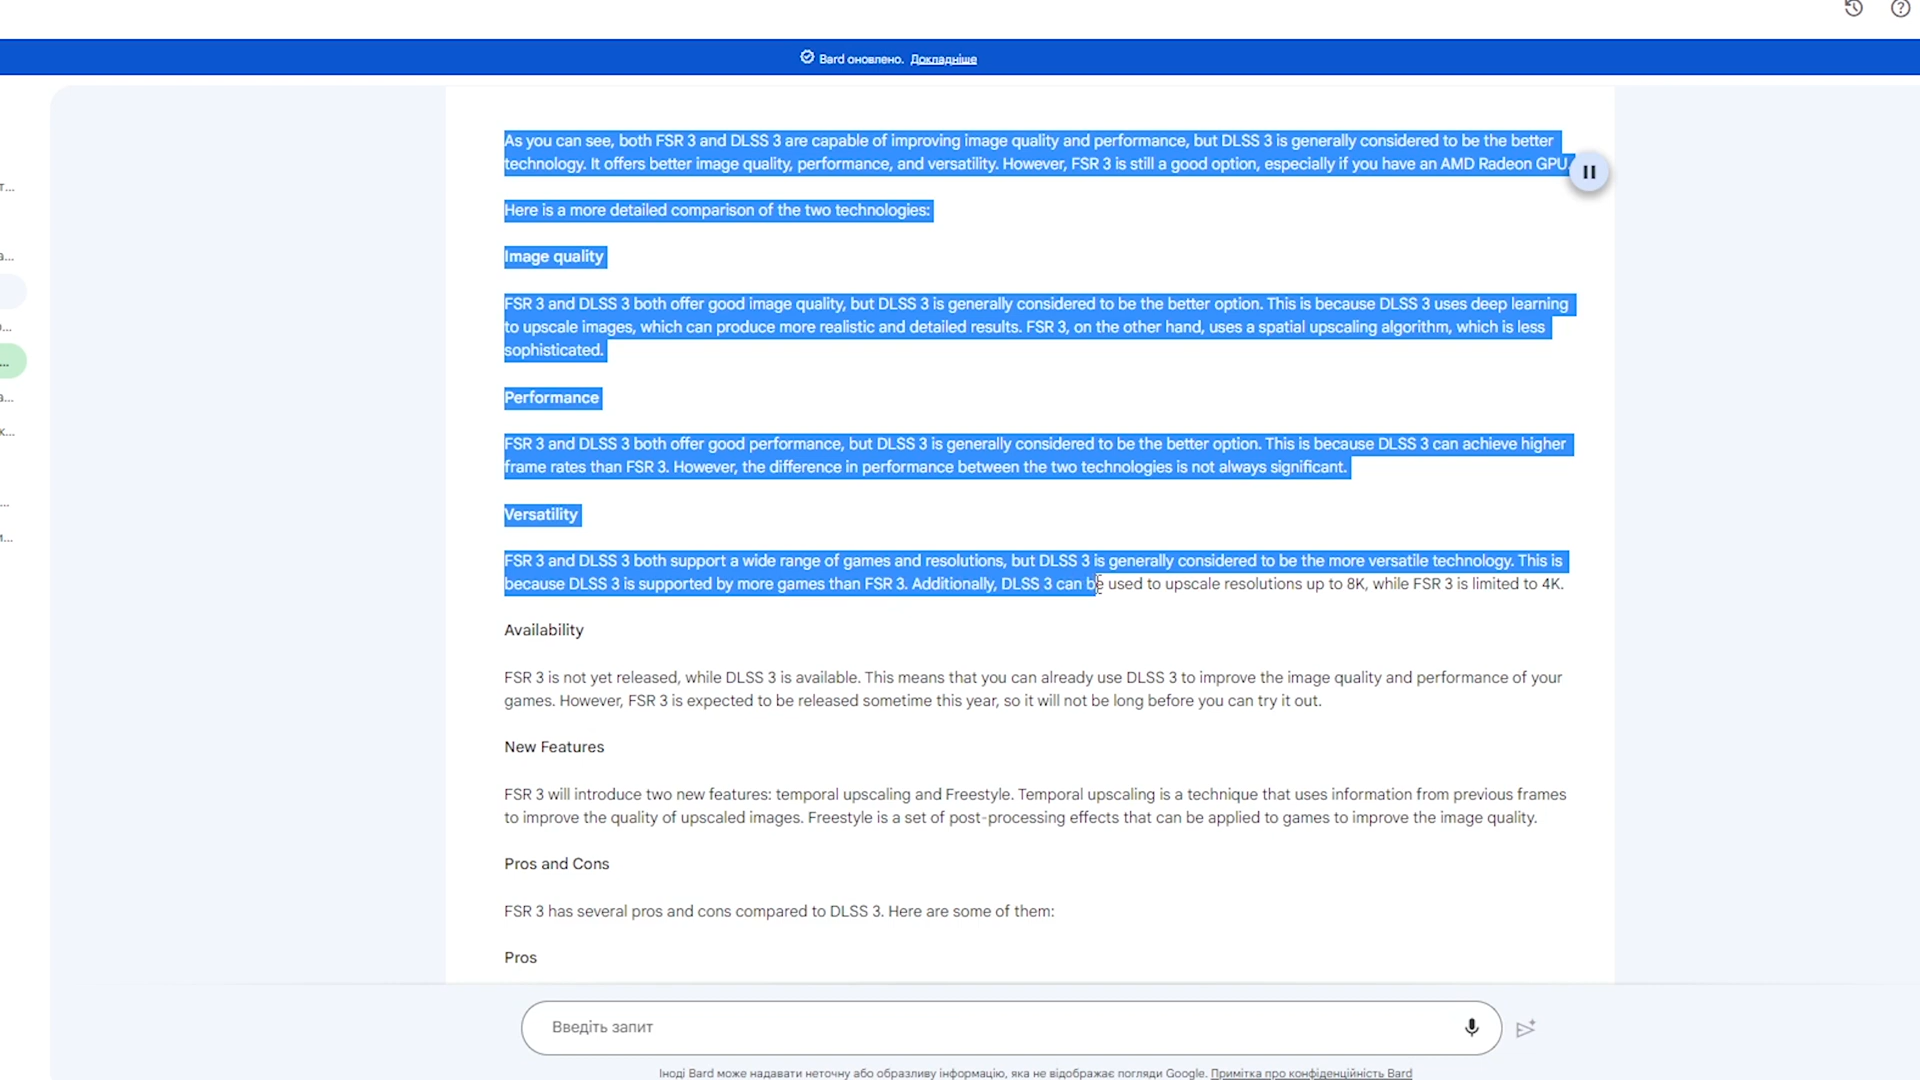 Bard оновлено. Докладніше
As you can see, both FSR 3 and DLSS 3 are capable of improving image quality and performance, but DLSS 3 is generally considered to be the better
technology. It offers better image quality, performance, and versatility. However, FSR 3 is still a good option, especially if you have an AMD Radeon GPU.
Here is a more detailed comparison of the two technologies:
Image quality
FSR 3 and DLSS 3 both offer good image quality, but DLSS 3 is generally considered to be the better option. This is because DLSS 3 uses deep learning
to upscale images, which can produce more realistic and detailed results. FSR 3, on the other hand, uses a spatial upscaling algorithm, which is less
sophisticated.
Performance
FSR 3 and DLSS 3 both offer good performance, but DLSS 3 is generally considered to be the better option. This is because DLSS 3 can achieve higher
frame rates than FSR 3. However, the difference in performance between the two technologies is not always significant.
Versatility
FSR 3 and DLSS 3 both support a wide range of games and resolutions, but DLSS 3 is generally considered to be the more versatile technology. This is
because DLSS 3 is supported by more games than FSR 3. Additionally, DLSS 3 can be used to upscale resolutions up to 8K, while FSR 3 is limited to 4K.
Availability
FSR 3 is not yet released, while DLSS 3 is available. This means that you can already use DLSS 3 to improve the image quality and performance of your
games. However, FSR 3 is expected to be released sometime this year, so it will not be long before you can try it out.
New Features
FSR 3 will introduce two new features: temporal upscaling and Freestyle. Temporal upscaling is a technique that uses information from previous frames
to improve the quality of upscaled images. Freestyle is a set of post-processing effects that can be applied to games to improve the image quality.
Pros and Cons
FSR 3 has several pros and cons compared to DLSS 3. Here are some of them:
Pros
Введіть запит
Іноді Bard може надавати неточну або образливу інформацію, яка не відображає погляди Google. Примітка про конфіденційність Bard